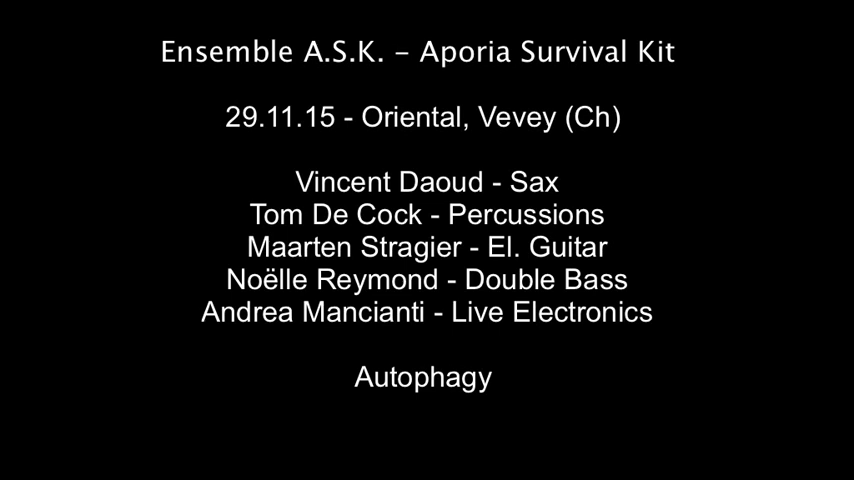 Ensemble A.S.K. - Aporia Survival Kit
29.11.15 - Oriental, Vevey (Ch)
Vincent Daoud - Sax
Tom De Cock - Percussions
Maarten Stragier - El. Guitar
Noëlle Reymond - Double Bass
Andrea Mancianti - Live Electronics
Autophagy